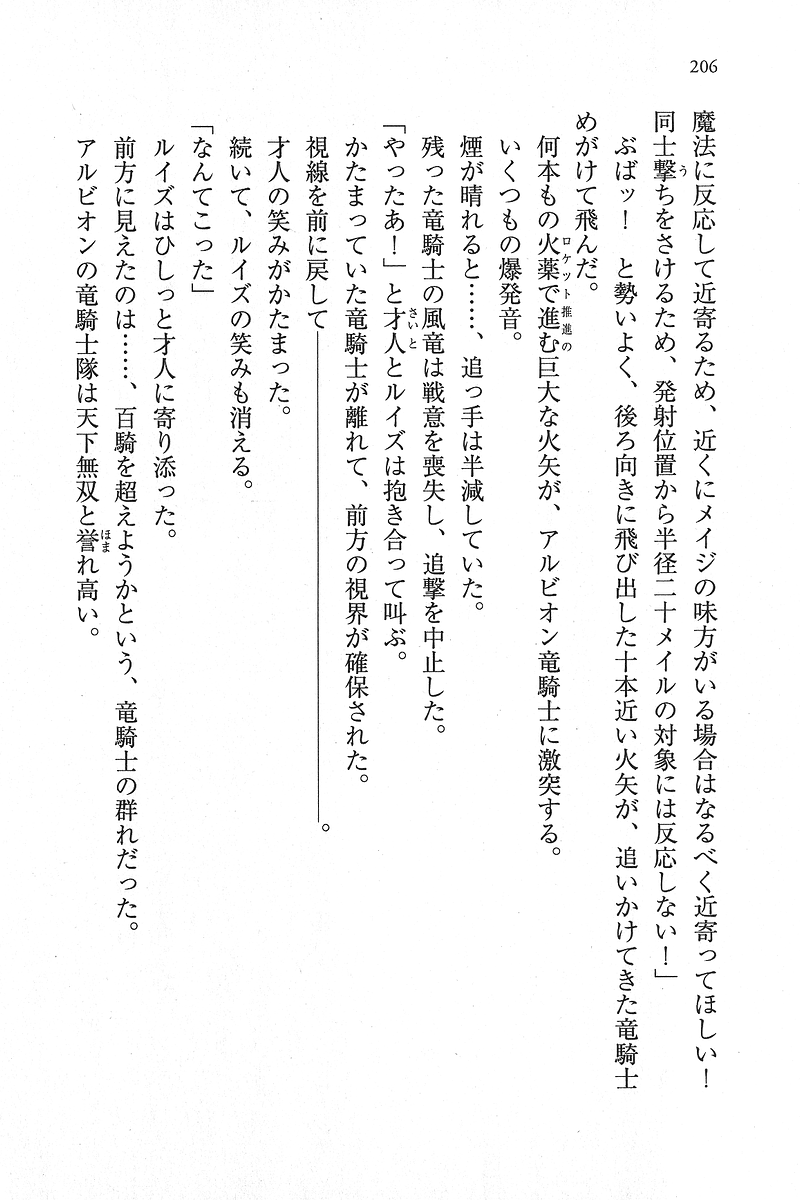 206
魔法に反応して近寄るため、近くにメイジの味方がいる場合はなるべく近寄ってほしい！
同士撃ちをさけるため、発射位置から半径二十メイルの対象には反応しない！」
　ぶばッ！　と勢いよく、後ろ向きに飛び出した十本近い火矢が、追いかけてきた竜騎士
めがけて飛んだ。
　何本もの火薬で進む巨大な火矢が、アルビオン竜騎士に激突する。
　いくつもの爆発音。
　煙が晴れると……、追っ手は半減していた。
　残った竜騎士の風竜は戦意を喪失し、追撃を中止した。
「やったあ！」と才人とルイズは抱き合って叫ぶ。
　かたまっていた竜騎士が離れて、前方の視界が確保された。
　視線を前に戻して――――――――――――――――――――。
　才人の笑みがかたまった。
　続いて、ルイズの笑みも消える。
「なんてこった」
　ルイズはひしっと才人に寄り添った。
　前方に見えたのは……、百騎を超えようかという、竜騎士の群れだった。
　アルビオンの竜騎士隊は天下無双と誉れ高い。
う
ロケット推進の
さいと
ほま